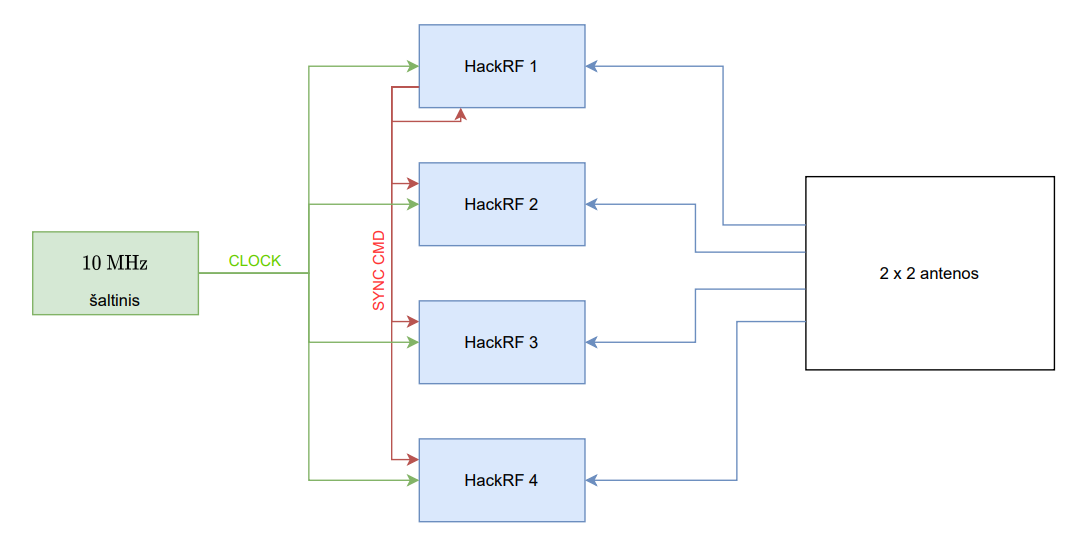 HackRF 1
HackRF 2
CLOCK
SYNC CMD
10 MHz
šaltinis
2 x 2 antenos
HackRF 3
HackRF 4